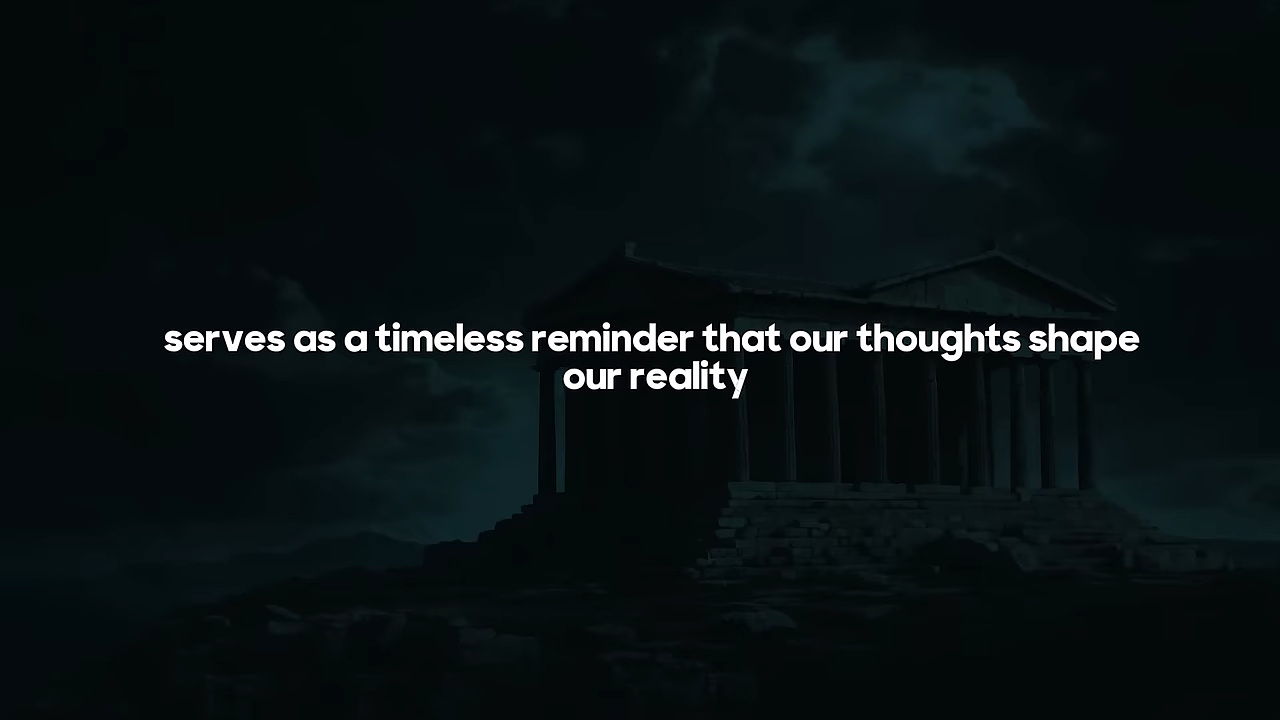 serves as a timeless reminder that our thoughts shape
our reality